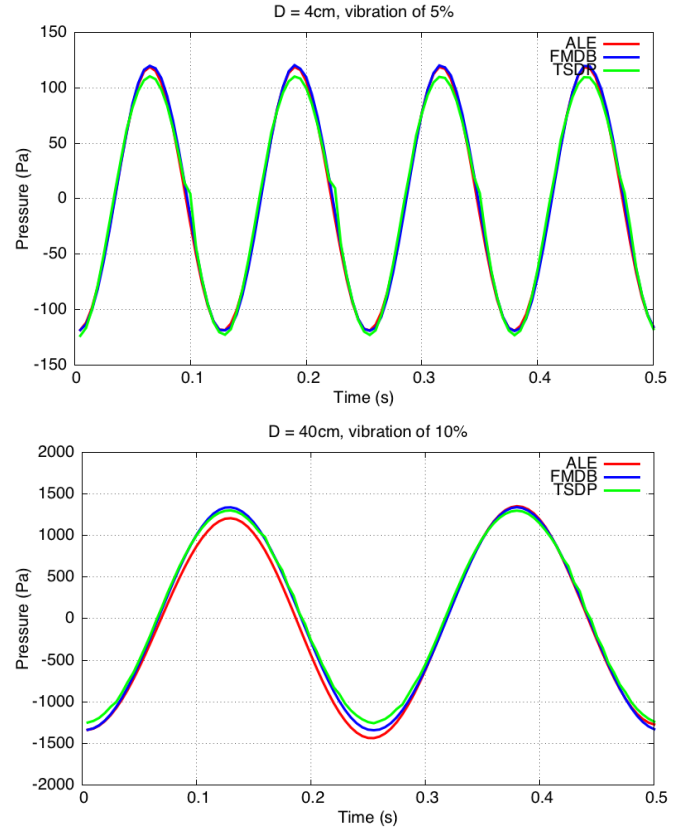 D = 4cm, vibration of 5%
150
ALE
FMDB
TSDP
100
50
0
-50
-100
-150
Pressure (Pa)
0
0.1
0.2
0.3
0.4
0.5
Time (s)
D = 40cm, vibration of 10%
2000
ALE
FMDB
TSDP
1500
1000
500
0
-500
-1000
-1500
-2000
Pressure (Pa)
0
0.1
0.2
0.3
0.4
0.5
Time (s)